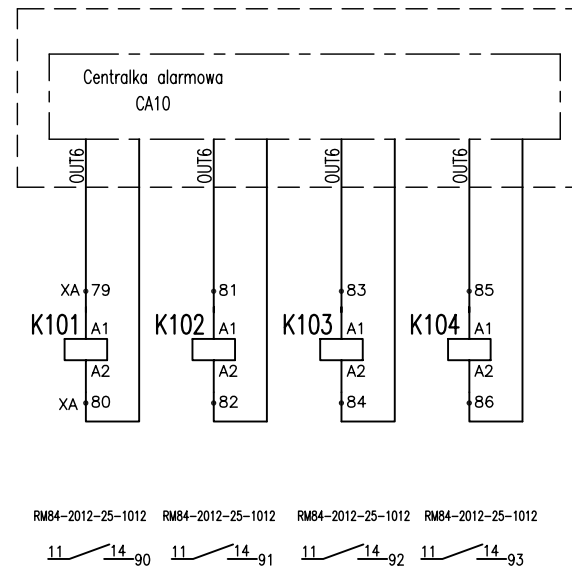 Centralka alarmowa
CA10
OUT6 OUT6 OUT6 OUT6
XA 79 81 83 85
K101 A1 K102 A1 K103 A1 K104 A1
A2 A2 A2 A2
XA 80 82 84 86
RM84-2012-25-1012 RM84-2012-25-1012 RM84-2012-25-1012 RM84-2012-25-1012
11 14 90 11 14 91 11 14 92 11 14 93